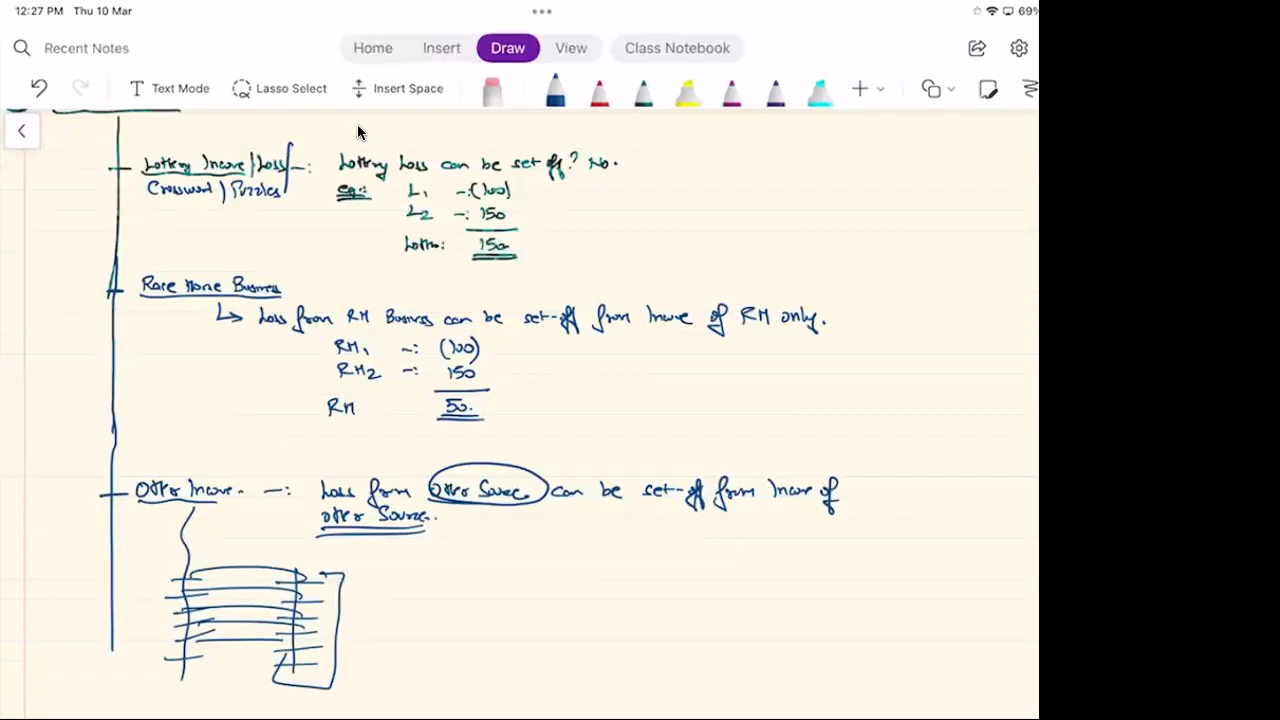 12:27 PM Thu 10 Mar
69%
Recent Notes
Home Insert Draw View Class Notebook
Text Mode Lasso Select Insert Space
Lottery Income | Loss -: Lottery Loss can be set off? No.
Crossword | Puzzles eg:- L1 -: (100)
L2 -: 150
Lotto: 150
Race Horse Business
Loss from RH Business can be set-off from Income of RH only.
RH1 -: (100)
RH2 -: 150
RH 50.
Other Income. -: Loss from Other Source can be set-off from Income of
other Source.